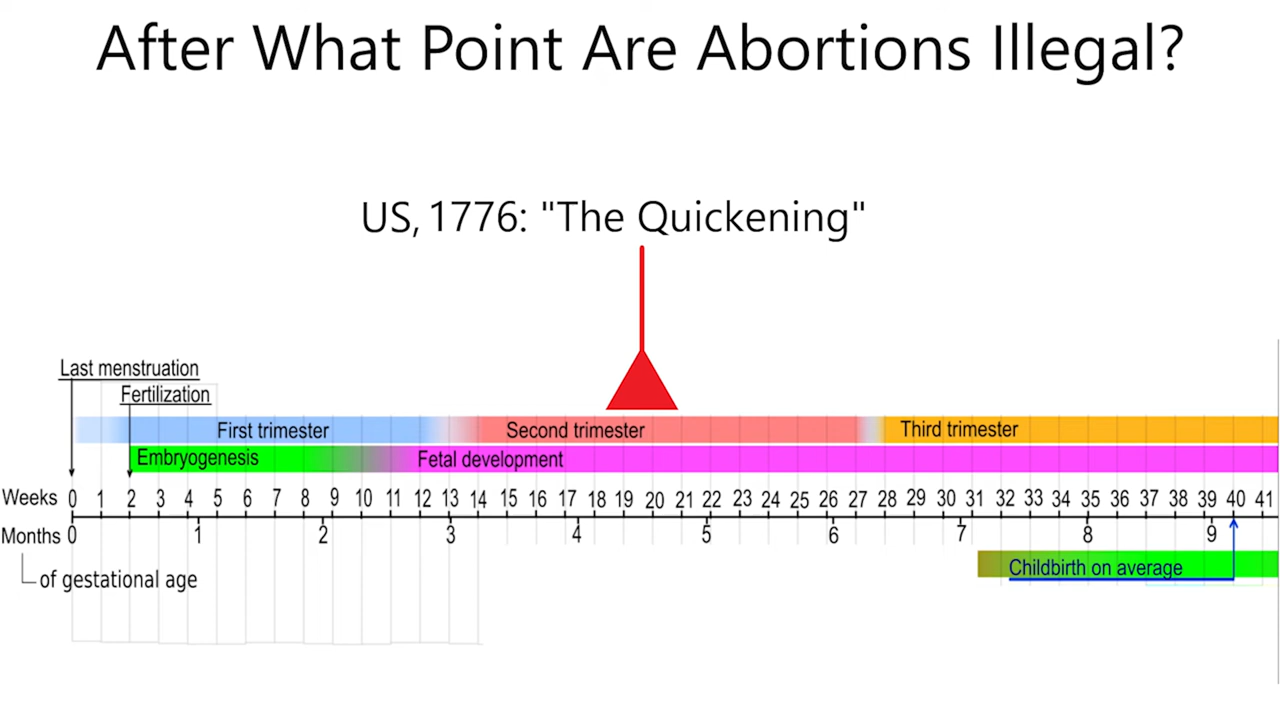 After What Point Are Abortions Illegal?
US, 1776: "The Quickening"
Last menstruation
Fertilization
First trimester
Second trimester
Third trimester
Embryogenesis
Fetal development
Weeks 0 1 2 3 4 5 6 7 8 9 10 11 12 13 14 15 16 17 18 19 20 21 22 23 24 25 26 27 28 29 30 31 32 33 34 35 36 37 38 39 40 41
Months 0 1 2 3 4 5 6 7 8 9
of gestational age
Childbirth on average